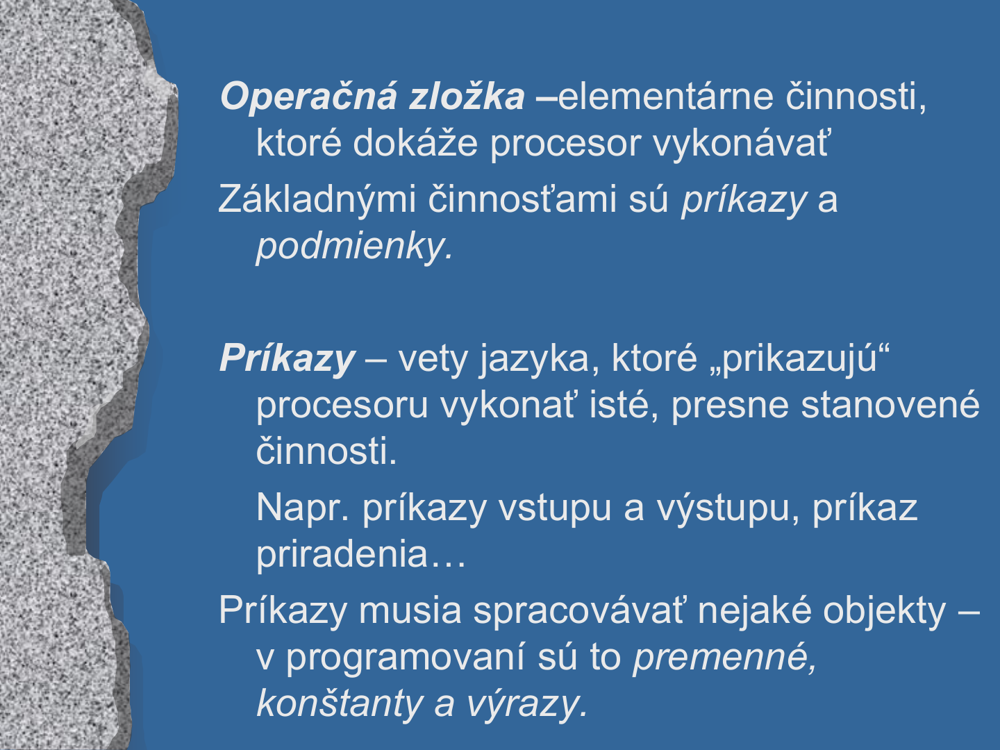 Operačná zložka –elementárne činnosti,
ktoré dokáže procesor vykonávať
Základnými činnosťami sú príkazy a
podmienky.
Príkazy – vety jazyka, ktoré „prikazujú“
procesoru vykonať isté, presne stanovené
činnosti.
Napr. príkazy vstupu a výstupu, príkaz
priradenia…
Príkazy musia spracovávať nejaké objekty –
v programovaní sú to premenné,
konštanty a výrazy.